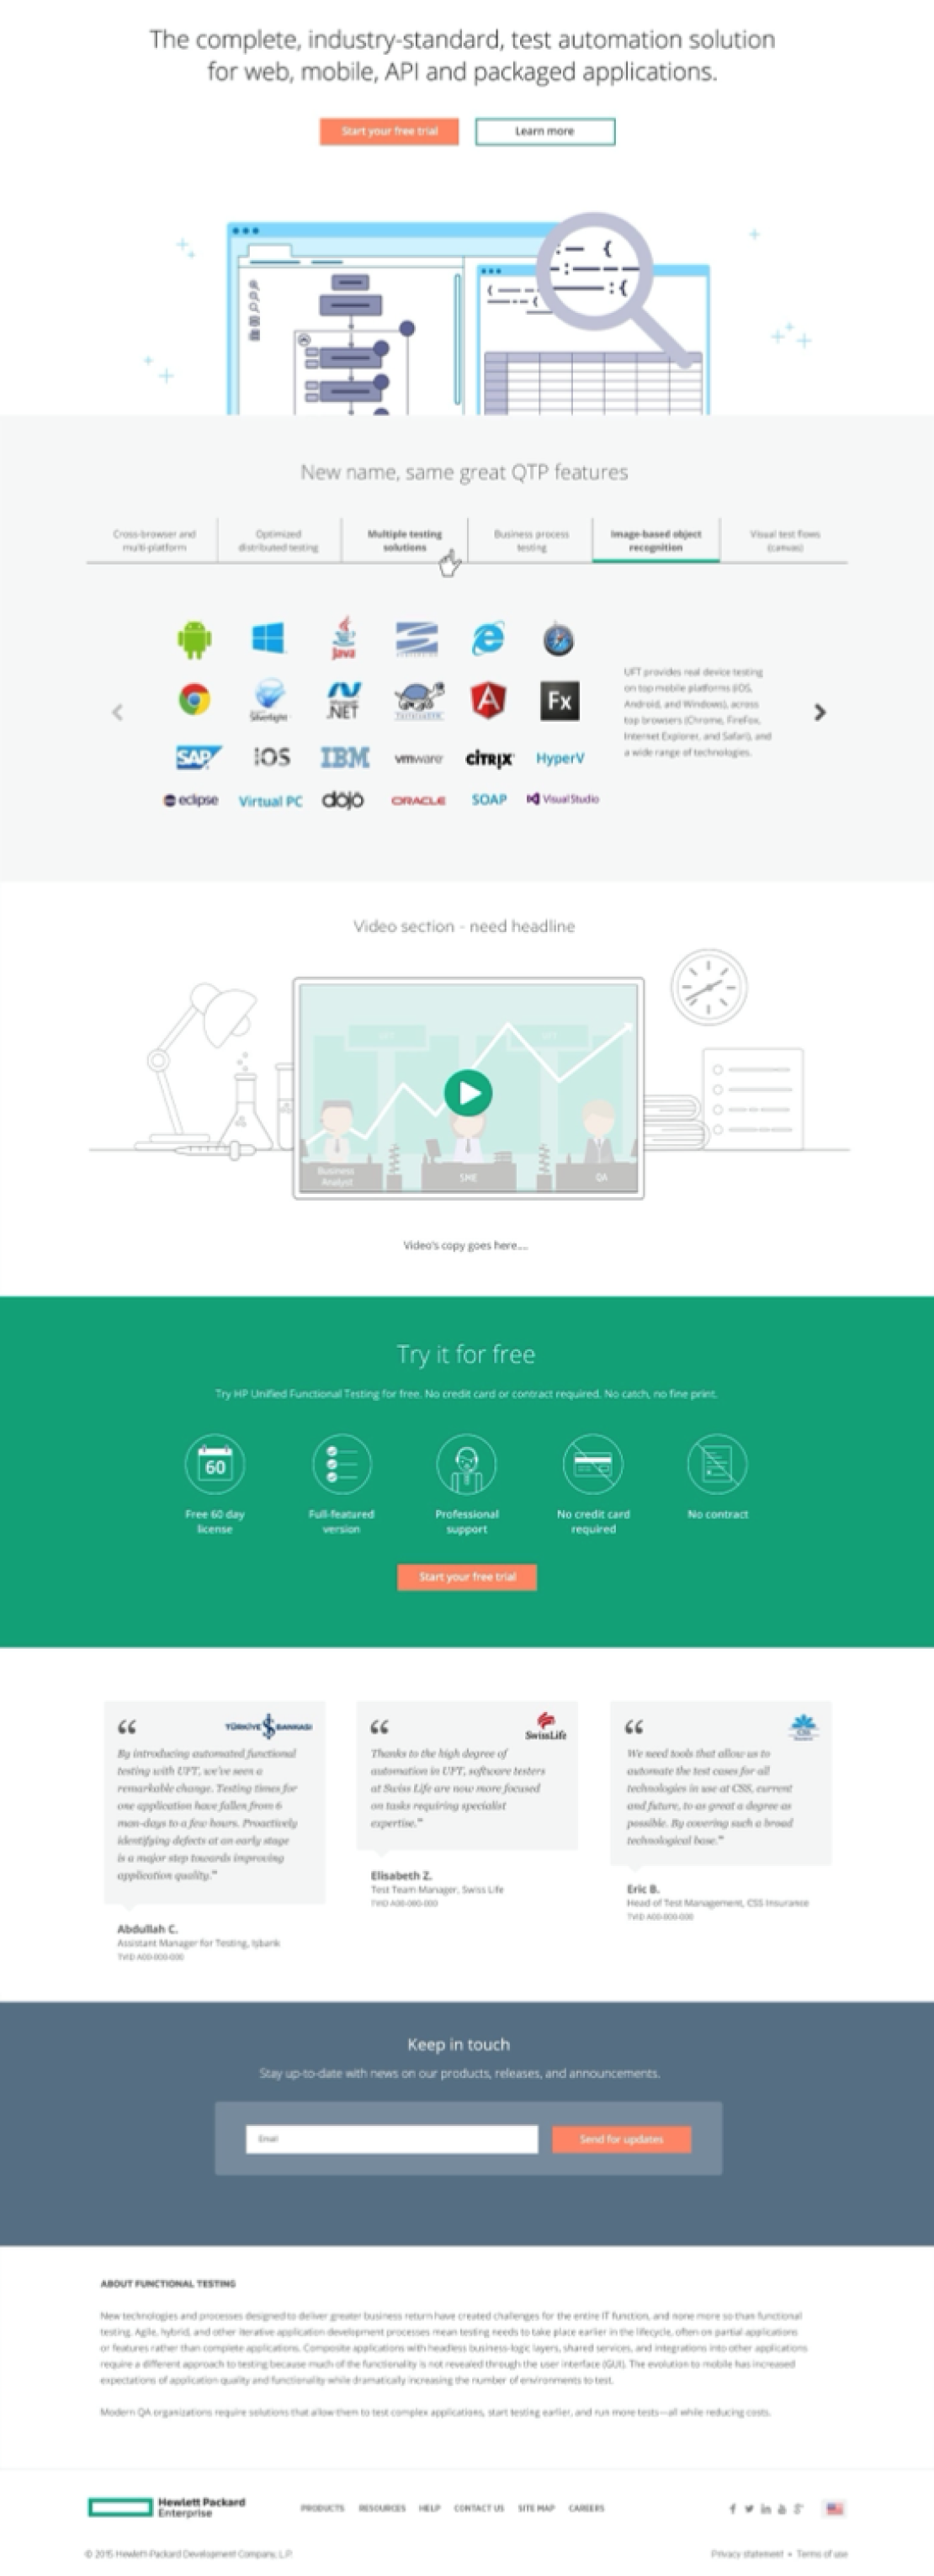 The complete, industry-standard, test automation solution
for web, mobile, API and packaged applications.
Start your free trial
Learn more
New name, same great QTP features
Cross-browser and
multi-platform
Optimized
distributed testing
Multiple testing
solutions
Business process
testing
Image-based object
recognition
Visual test flows
(canvas)
Java
Silverlight
.NET
Fx
SAP
iOS
IBM
vmware
CITRIX
HyperV
eclipse
Virtual PC
dojo
ORACLE
SOAP
Visual Studio
UFT provides real device testing
on top mobile platforms (iOS,
Android, and Windows), across
top browsers (Chrome, FireFox,
Internet Explorer, and Safari), and
a wide range of technologies.
Video section - need headline
Business
Analyst
SME
QA
Video's copy goes here....
Try it for free
Try HP Unified Functional Testing for free. No credit card or contract required. No catch, no fine print.
60
Free 60 day
license
Full-featured
version
Professional
support
No credit card
required
No contract
Start your free trial
TÜRKİYE BANKASI
“
By introducing automated functional
testing with UFT, we've seen a
remarkable change. Testing times for
one application have fallen from 6
man-days to a few hours. Proactively
identifying defects at an early stage
is a major step towards improving
application quality.”
Abdullah C.
Assistant Manager for Testing, Işbank
TVID A00-000-000
SwissLife
“
Thanks to the high degree of
automation in UFT, software testers
at Swiss Life are now more focused
on tasks requiring specialist
expertise.”
Elisabeth Z.
Test Team Manager, Swiss Life
TVID A00-000-000
CSS
“
We need tools that allow us to
automate the test cases for all
technologies in use at CSS, current
and future, to as great a degree as
possible. By covering such a broad
technological base.”
Eric B.
Head of Test Management, CSS Insurance
TVID A00-000-000
Keep in touch
Stay up-to-date with news on our products, releases, and announcements.
Email
Send for updates
ABOUT FUNCTIONAL TESTING
New technologies and processes designed to deliver greater business return have created challenges for the entire IT function, and none more so than functional
testing. Agile, hybrid, and other iterative application development processes mean testing needs to take place earlier in the lifecycle, often on partial applications
or features rather than complete applications. Composite applications with headless business-logic layers, shared services, and integrations into other applications
require a different approach to testing because much of the functionality is not revealed through the user interface (GUI). The evolution to mobile has increased
expectations of application quality and functionality while dramatically increasing the number of environments to test.
Modern QA organizations require solutions that allow them to test complex applications, start testing earlier, and run more tests—all while reducing costs.
Hewlett Packard
Enterprise
PRODUCTS RESOURCES HELP CONTACT US SITE MAP CAREERS
© 2015 Hewlett-Packard Development Company, L.P.
Privacy statement • Terms of use